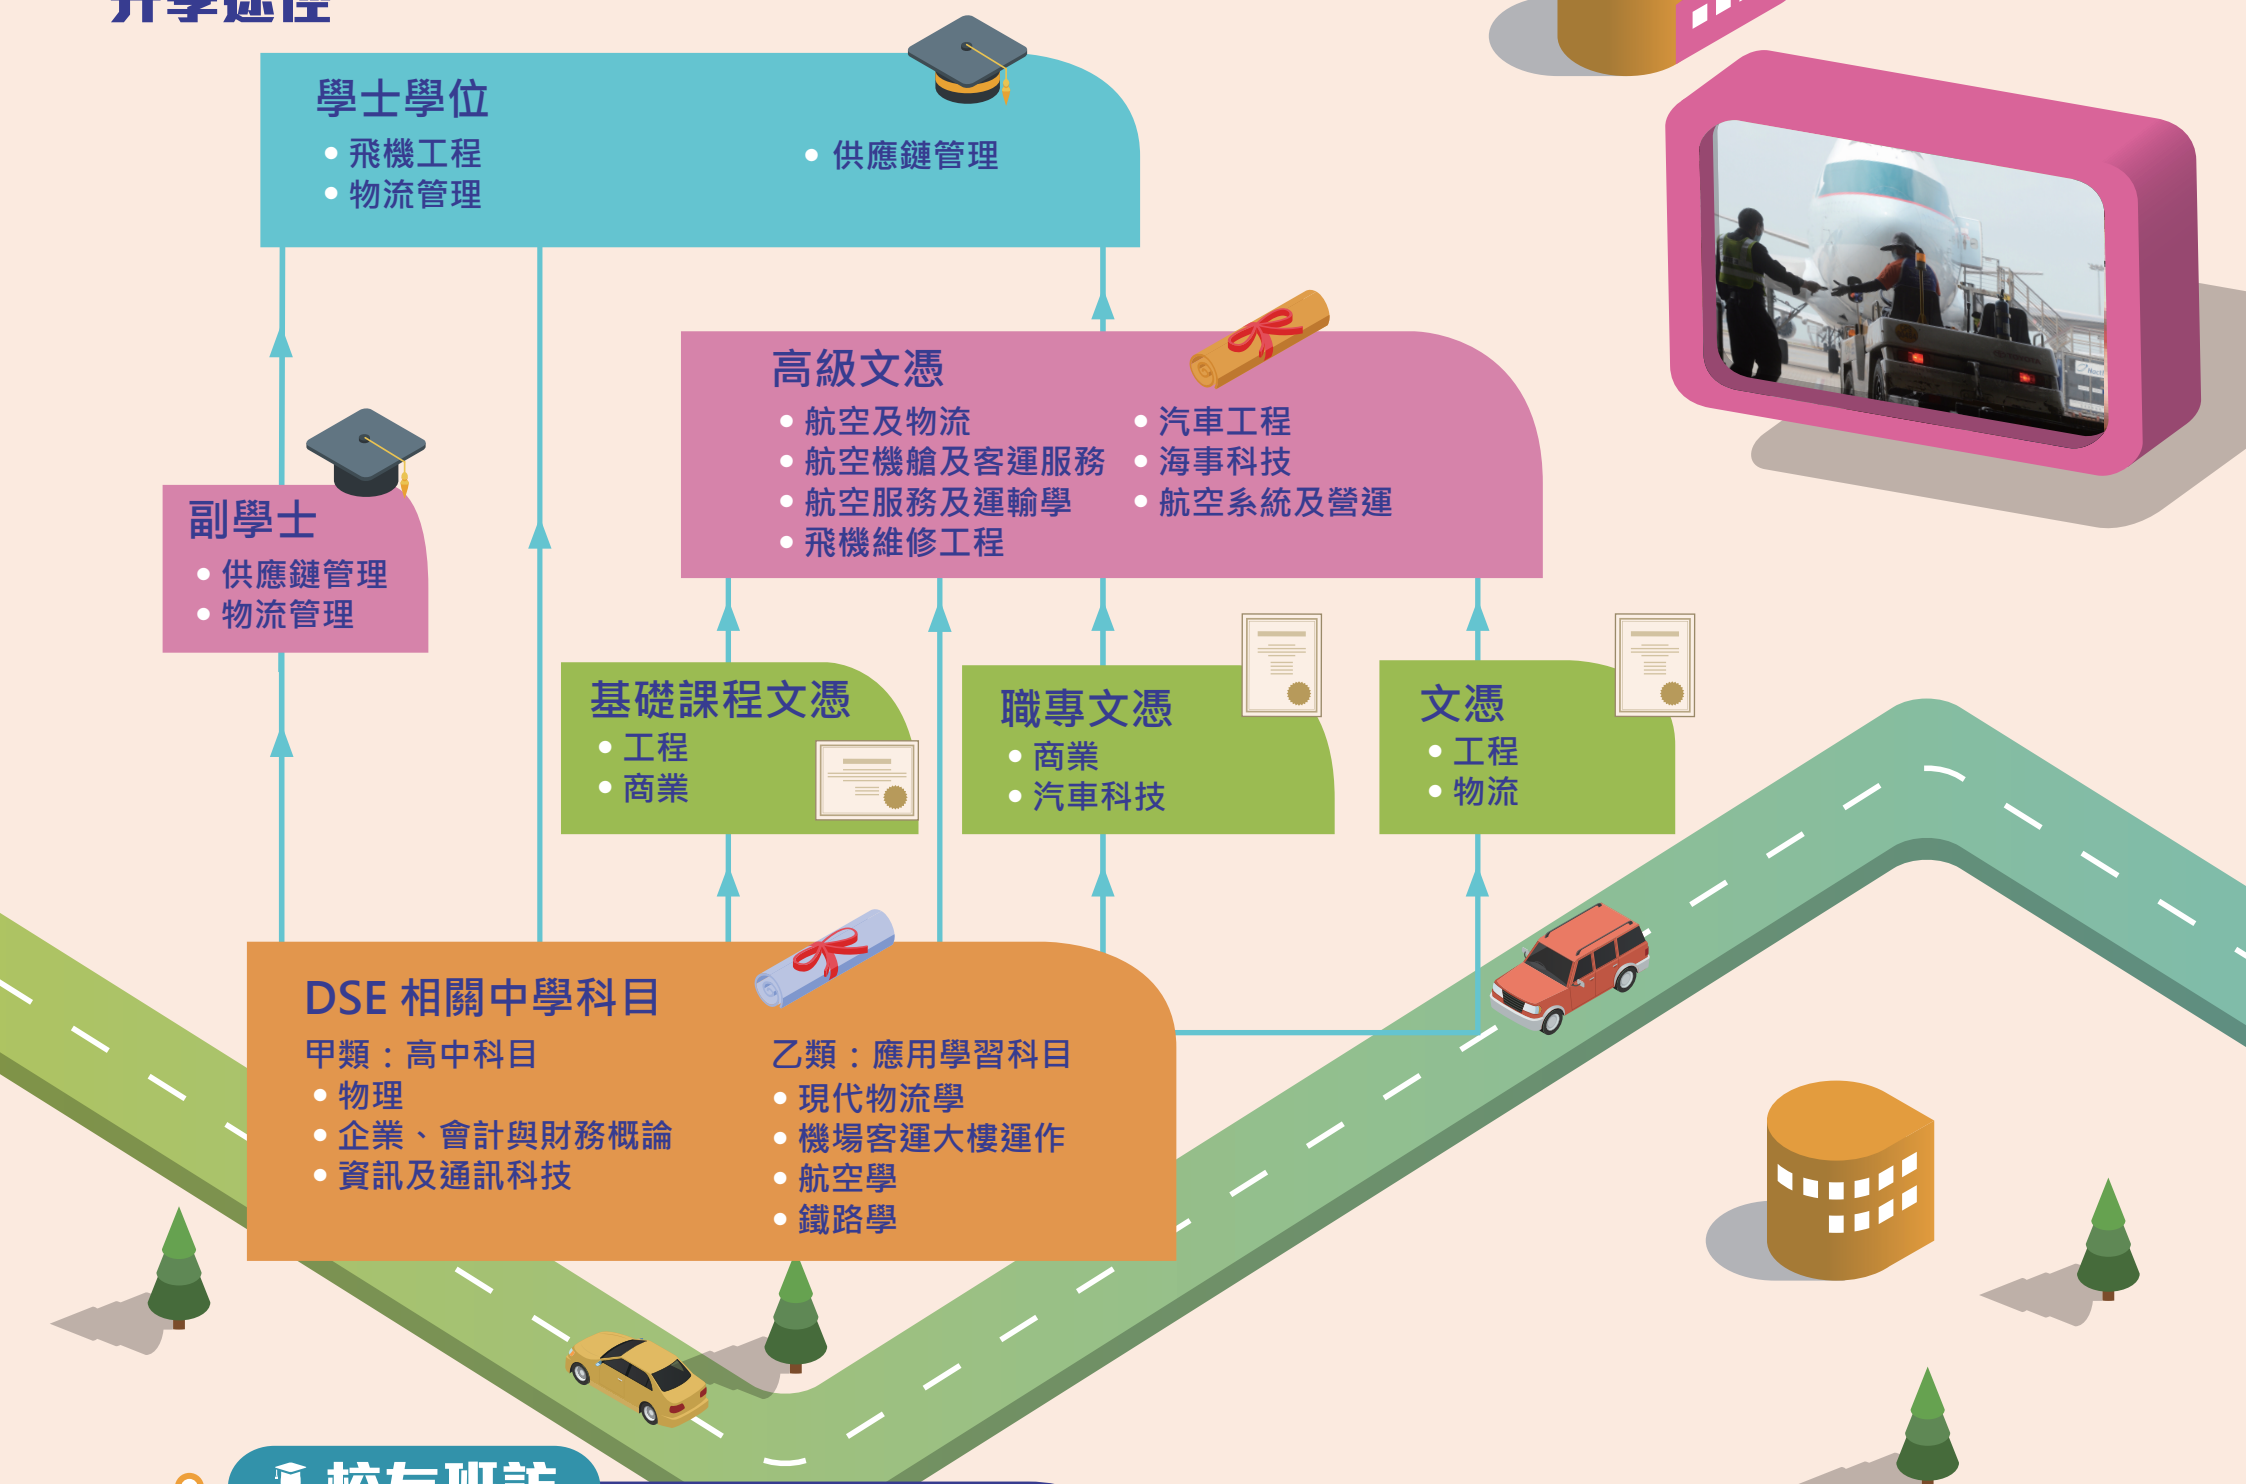 升學途徑
學士學位
• 飛機工程
• 物流管理
• 供應鏈管理
高級文憑
• 航空及物流
• 航空機艙及客運服務
• 航空服務及運輸學
• 飛機維修工程
• 汽車工程
• 海事科技
• 航空系統及營運
副學士
• 供應鏈管理
• 物流管理
基礎課程文憑
• 工程
• 商業
職專文憑
• 商業
• 汽車科技
文憑
• 工程
• 物流
DSE 相關中學科目
甲類：高中科目
• 物理
• 企業、會計與財務概論
• 資訊及通訊科技
乙類：應用學習科目
• 現代物流學
• 機場客運大樓運作
• 航空學
• 鐵路學
校友班訪